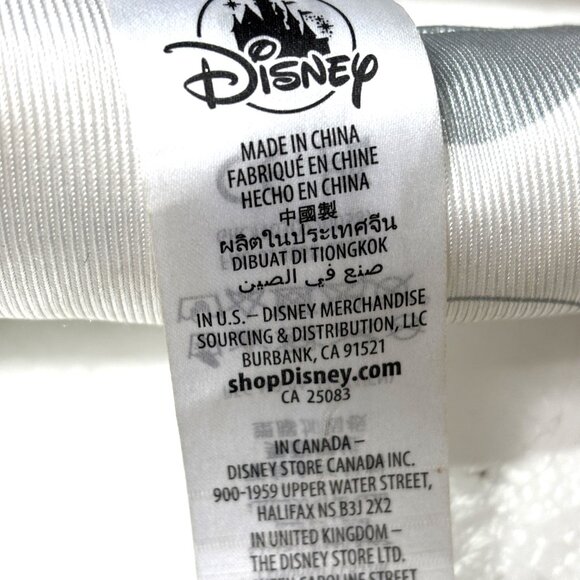 Disney
MADE IN CHINA
FABRIQUÉ EN CHINE
HECHO EN CHINA
中國製
ผลิตในประเทศจีน
DIBUAT DI TIONGKOK
صنع في الصين
IN U.S.– DISNEY MERCHANDISE
SOURCING & DISTRIBUTION, LLC
BURBANK, CA 91521
shopDisney.com
CA 25083
IN CANADA –
DISNEY STORE CANADA INC.
900-1959 UPPER WATER STREET,
HALIFAX NS B3J 2X2
IN UNITED KINGDOM –
THE DISNEY STORE LTD.
CAROLINE STREET